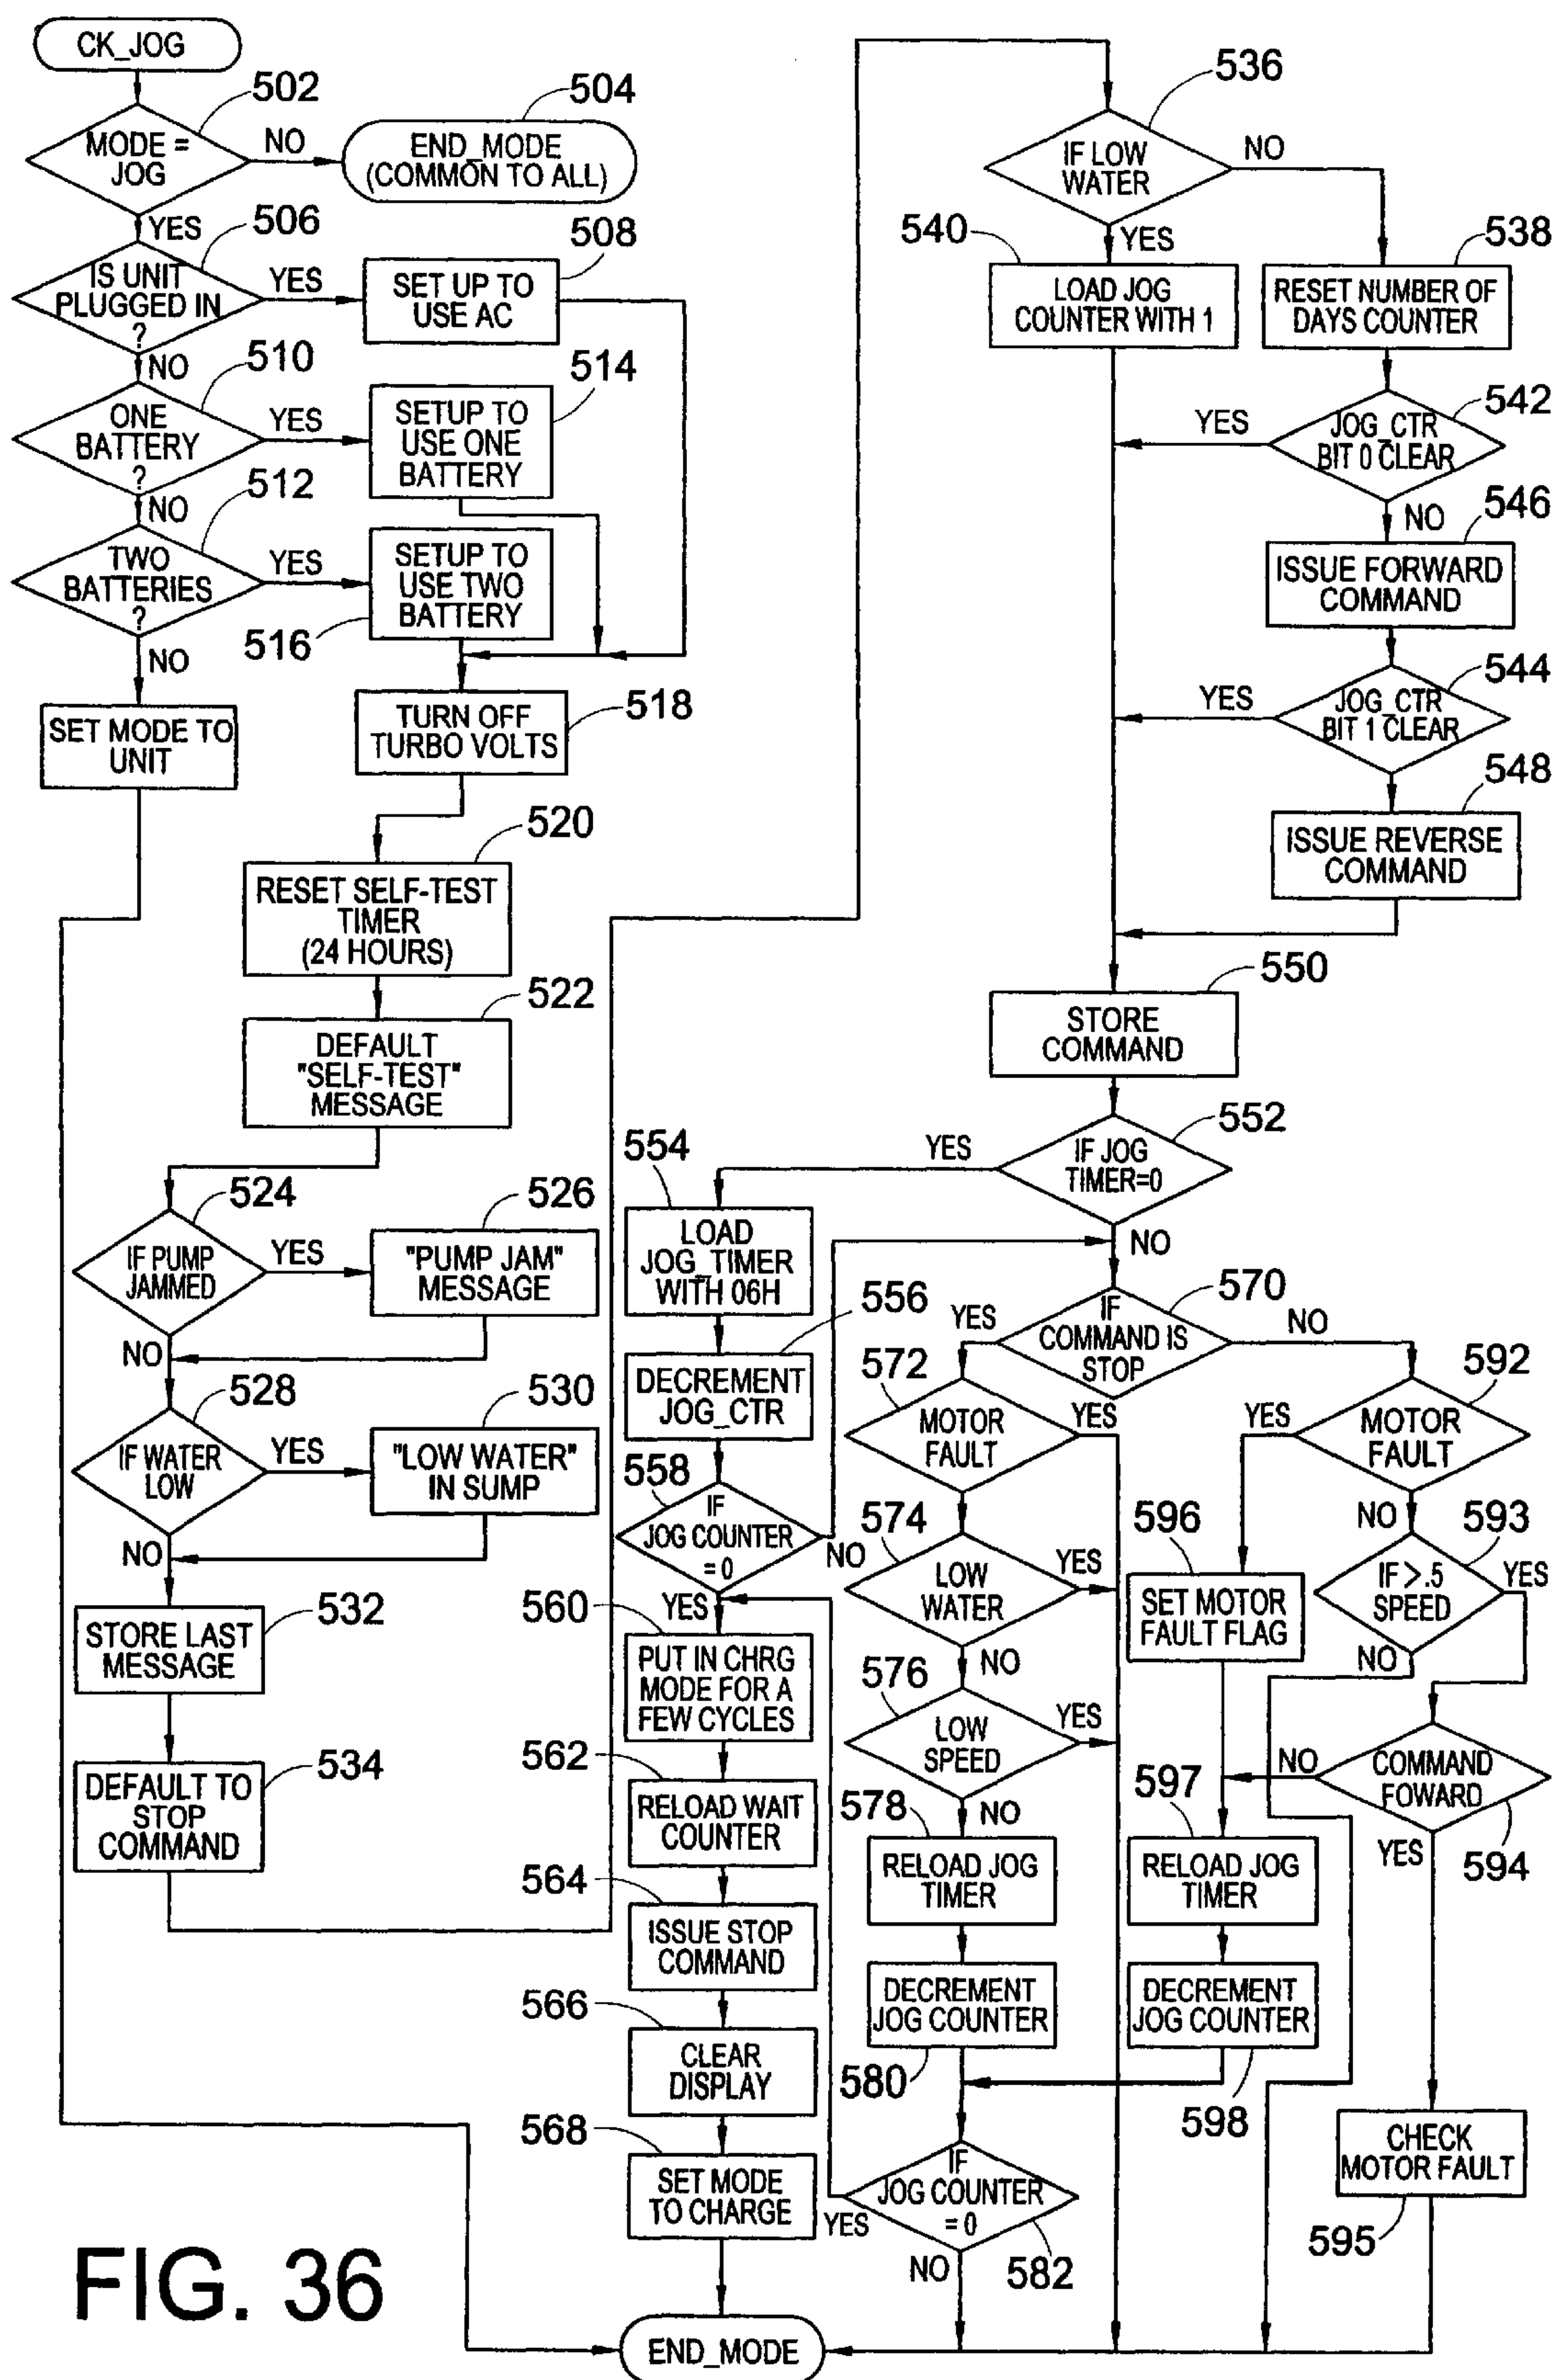 CK_JOG
502
MODE =
JOG
NO
504
END_MODE
(COMMON TO ALL)
YES
506
IS UNIT
PLUGGED IN
?
YES
508
SET UP TO
USE AC
NO
510
ONE
BATTERY
?
YES
514
SETUP TO
USE ONE
BATTERY
NO
512
TWO
BATTERIES
?
YES
SETUP TO
USE TWO
BATTERY
516
NO
SET MODE TO
UNIT
TURN OFF
TURBO VOLTS
518
520
RESET SELF-TEST
TIMER
(24 HOURS)
522
DEFAULT
"SELF-TEST"
MESSAGE
524
IF PUMP
JAMMED
YES
526
"PUMP JAM"
MESSAGE
NO
528
IF WATER
LOW
YES
530
"LOW WATER"
IN SUMP
NO
532
STORE LAST
MESSAGE
534
DEFAULT TO
STOP
COMMAND
536
IF LOW
WATER
NO
YES
540
LOAD JOG
COUNTER WITH 1
538
RESET NUMBER OF
DAYS COUNTER
542
JOG_CTR
BIT 0 CLEAR
YES
NO
546
ISSUE FORWARD
COMMAND
544
JOG_CTR
BIT 1 CLEAR
YES
548
ISSUE REVERSE
COMMAND
550
STORE
COMMAND
552
IF JOG
TIMER=0
YES
NO
554
LOAD
JOG_TIMER
WITH 06H
556
DECREMENT
JOG_CTR
558
IF
JOG COUNTER
= 0
NO
YES
560
PUT IN CHRG
MODE FOR A
FEW CYCLES
562
RELOAD WAIT
COUNTER
564
ISSUE STOP
COMMAND
566
CLEAR
DISPLAY
568
SET MODE
TO CHARGE
570
IF
COMMAND IS
STOP
YES
NO
572
MOTOR
FAULT
YES
574
LOW
WATER
YES
NO
576
LOW
SPEED
YES
NO
578
RELOAD JOG
TIMER
DECREMENT
JOG COUNTER
580
IF
JOG COUNTER
= 0
YES
NO
582
592
MOTOR
FAULT
YES
NO
593
IF >.5
SPEED
YES
NO
596
SET MOTOR
FAULT FLAG
COMMAND
FOWARD
NO
YES
594
597
RELOAD JOG
TIMER
DECREMENT
JOG COUNTER
598
CHECK
MOTOR FAULT
595
END_MODE
FIG. 36